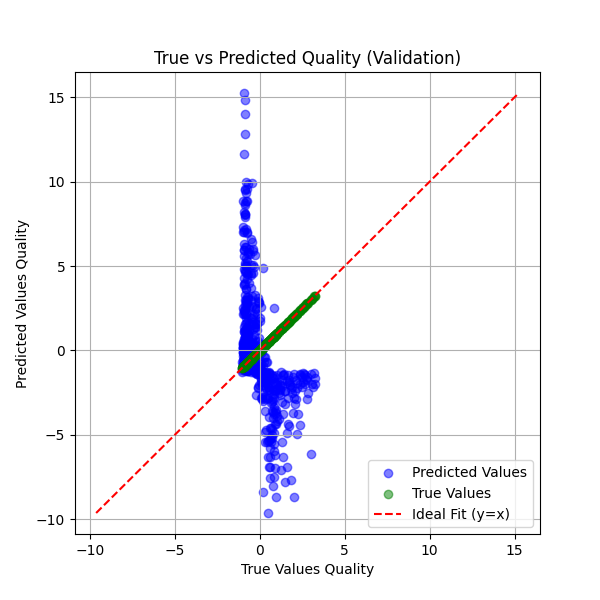 True vs Predicted Quality (Validation)
15
10
5
0
−5
−10
Predicted Values Quality
−10
−5
0
5
10
15
True Values Quality
Predicted Values
True Values
Ideal Fit (y=x)